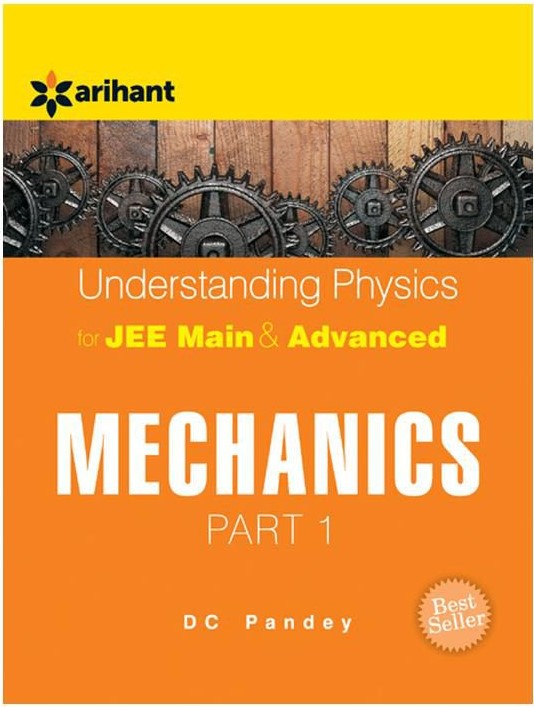 arihant
Understanding Physics
for JEE Main & Advanced
MECHANICS
PART 1
DC Pandey
Best
Seller